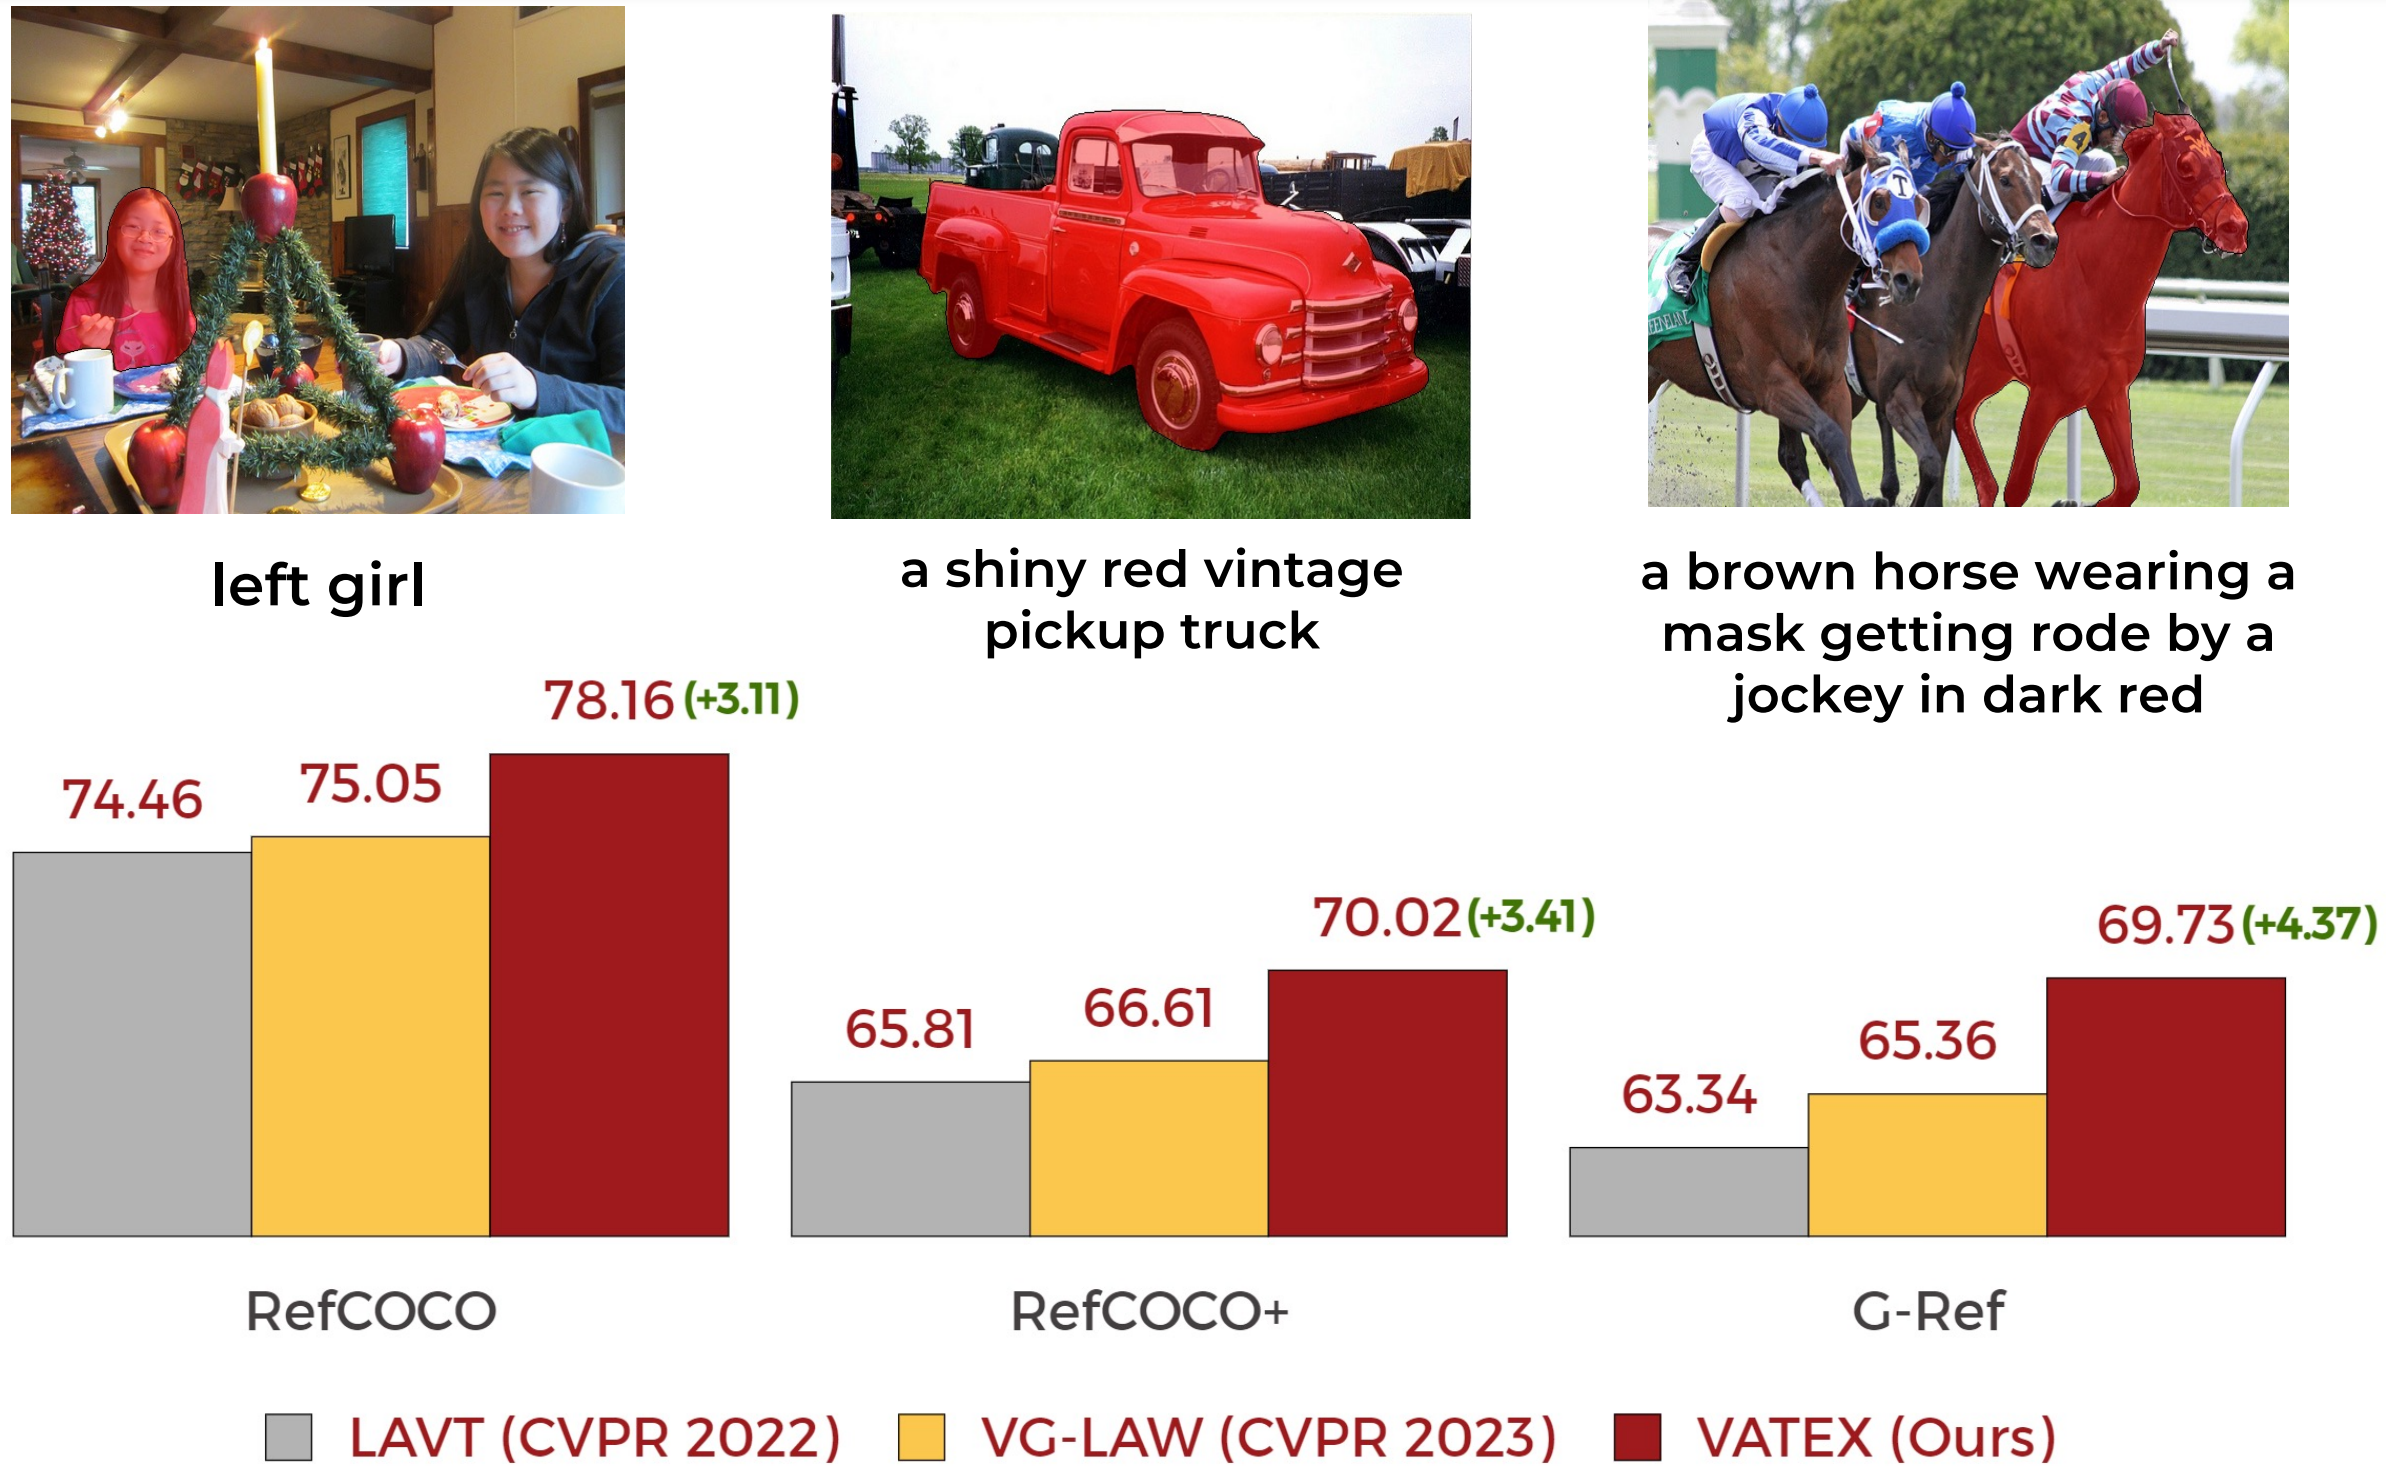 left girl
a shiny red vintage
pickup truck
a brown horse wearing a
mask getting rode by a
jockey in dark red
T
4
78.16 (+3.11)
74.46
75.05
70.02 (+3.41)
65.81
66.61
69.73 (+4.37)
63.34
65.36
RefCOCO
RefCOCO+
G-Ref
LAVT (CVPR 2022)
VG-LAW (CVPR 2023)
VATEX (Ours)